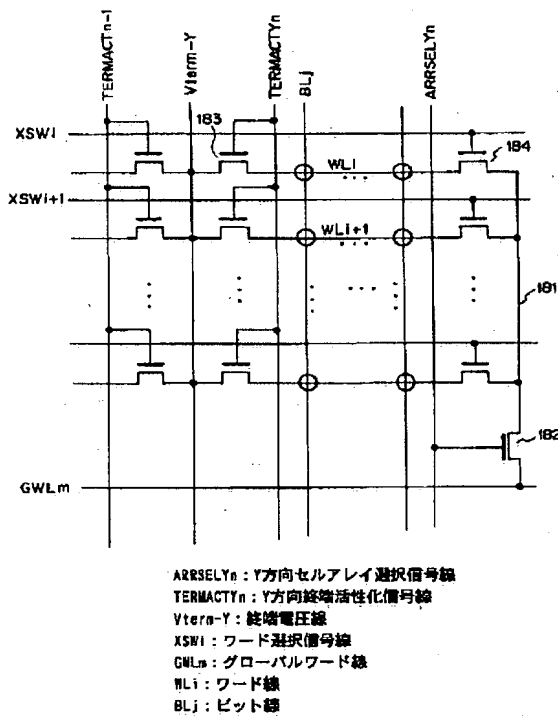 TERMACTn-1
Vterm-Y
TERMACTYn
BLj
ARRSELYn
XSWi
183
WLi
184
XSWi+1
WLi+1
181
182
GWLm
ARRSELYn：Y方向セルアレイ選択信号線
TERMACTYn：Y方向終端活性化信号線
Vterm-Y：終端電圧線
XSWi：ワード選択信号線
GWLm：グローバルワード線
WLi：ワード線
BLj：ビット線